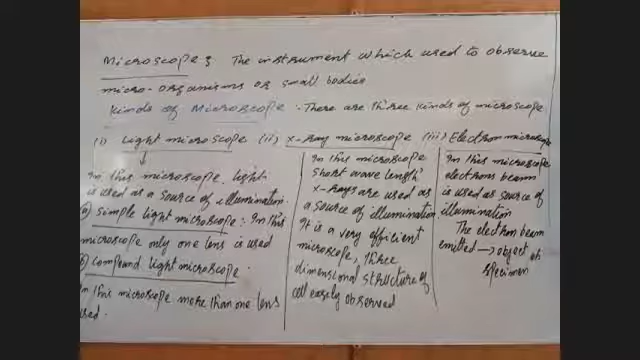 Microscope : The instrument which used to observe
micro-organisms or small bodies
Kinds of Microscope . There are three kinds of microscope
(i) Light microscope (ii) x-Ray microscope (iii) Electron microscope
In this microscope light
is used as a source of illumination.
(a) Simple light microscope : In this
microscope only one lens is used
(b) Compound light microscope .
In this microscope more than one lens
used .
In this microscope
short wave length
x-rays are used as
a source of illumination
It is a very efficient
microscope, three
dimensional structure of
cell easily observed
In this microscope
electrons beam
is used as source of
illumination
The electron beam
emitted → object or
specimen